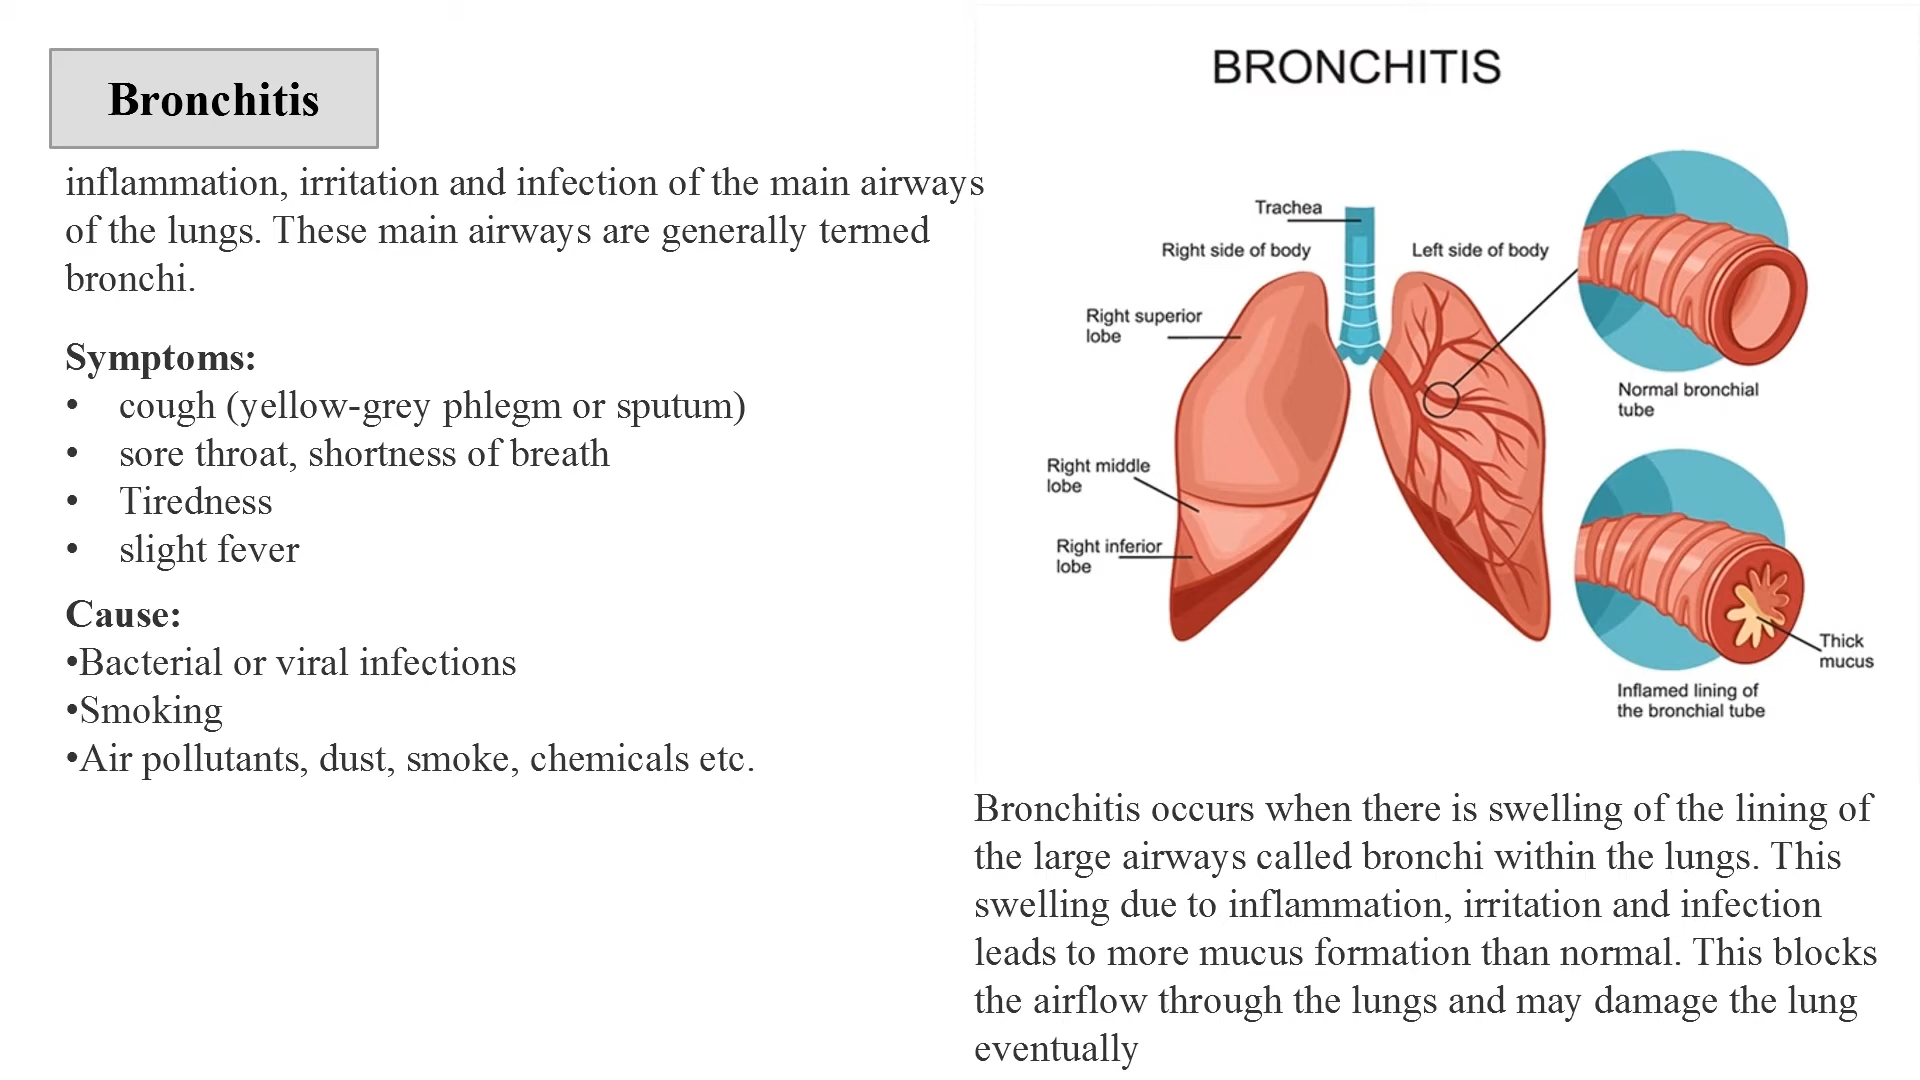 Bronchitis
inflammation, irritation and infection of the main airways
of the lungs. These main airways are generally termed
bronchi.
Symptoms:
• cough (yellow-grey phlegm or sputum)
• sore throat, shortness of breath
• Tiredness
• slight fever
Cause:
•Bacterial or viral infections
•Smoking
•Air pollutants, dust, smoke, chemicals etc.
BRONCHITIS
Trachea
Right side of body
Left side of body
Right superior
lobe
Normal bronchial
tube
Right middle
lobe
Right inferior
lobe
Thick
mucus
Inflamed lining of
the bronchial tube
Bronchitis occurs when there is swelling of the lining of
the large airways called bronchi within the lungs. This
swelling due to inflammation, irritation and infection
leads to more mucus formation than normal. This blocks
the airflow through the lungs and may damage the lung
eventually